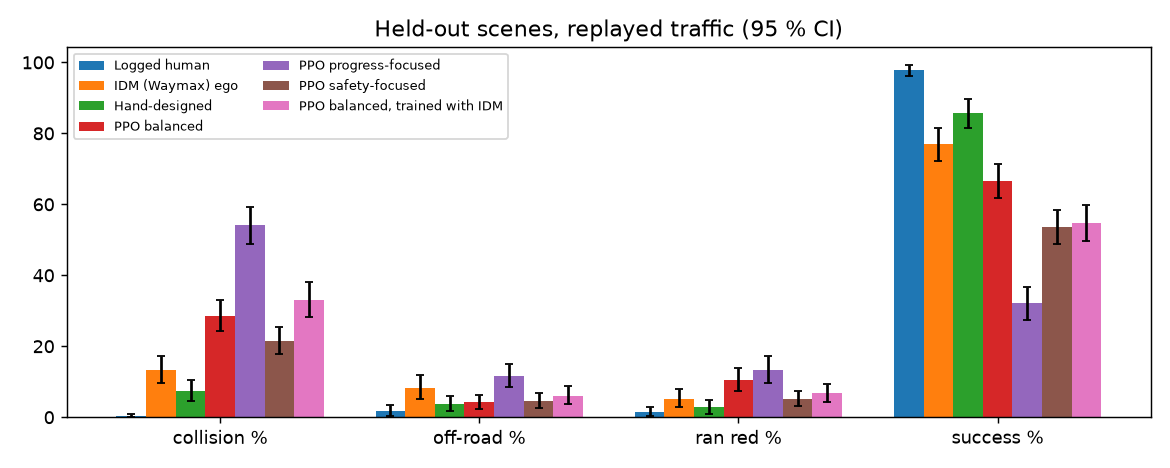 Held-out scenes, replayed traffic (95 % CI)
Logged human
IDM (Waymax) ego
Hand-designed
PPO balanced
PPO progress-focused
PPO safety-focused
PPO balanced, trained with IDM
100
80
60
40
20
0
collision %
off-road %
ran red %
success %